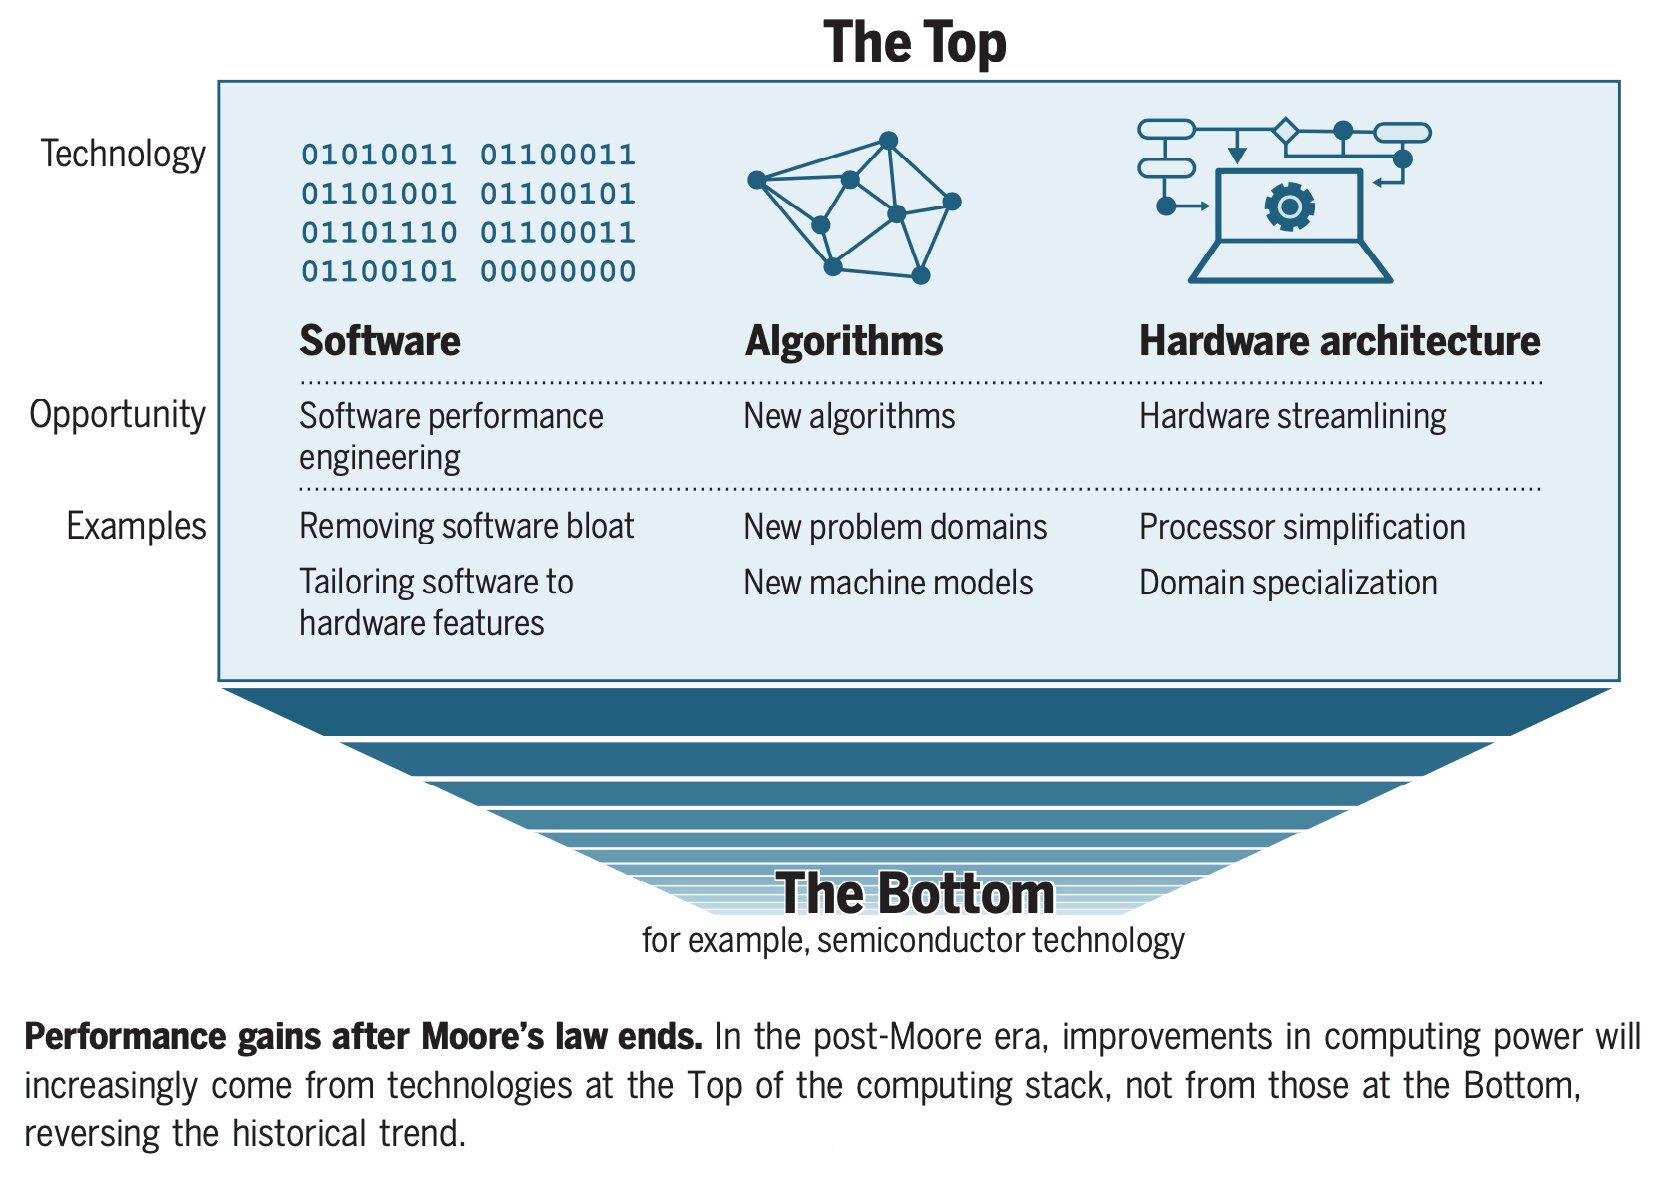 The Top
Technology
01010011 01100011
01101001 01100101
01101110 01100011
01100101 00000000
Software
Algorithms
Hardware architecture
Opportunity
Software performance
engineering
New algorithms
Hardware streamlining
Examples
Removing software bloat
New problem domains
Processor simplification
Tailoring software to
hardware features
New machine models
Domain specialization
The Bottom
for example, semiconductor technology
Performance gains after Moore’s law ends. In the post-Moore era, improvements in computing power will
increasingly come from technologies at the Top of the computing stack, not from those at the Bottom,
reversing the historical trend.